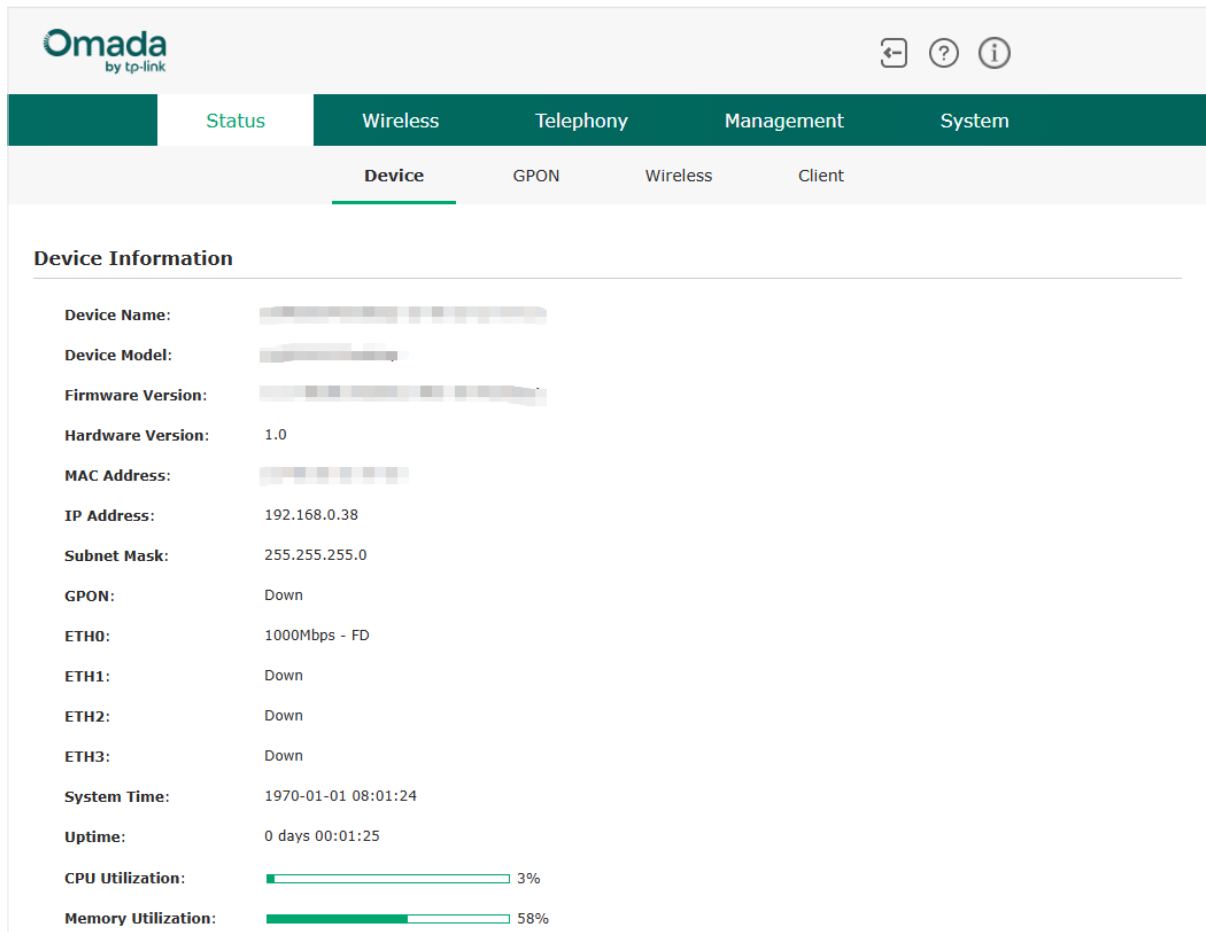 Omada
by tp-link
Status Wireless Telephony Management System
Device GPON Wireless Client
Device Information
Device Name:
Device Model:
Firmware Version:
Hardware Version: 1.0
MAC Address:
IP Address: 192.168.0.38
Subnet Mask: 255.255.255.0
GPON: Down
ETH0: 1000Mbps - FD
ETH1: Down
ETH2: Down
ETH3: Down
System Time: 1970-01-01 08:01:24
Uptime: 0 days 00:01:25
CPU Utilization: 3%
Memory Utilization: 58%